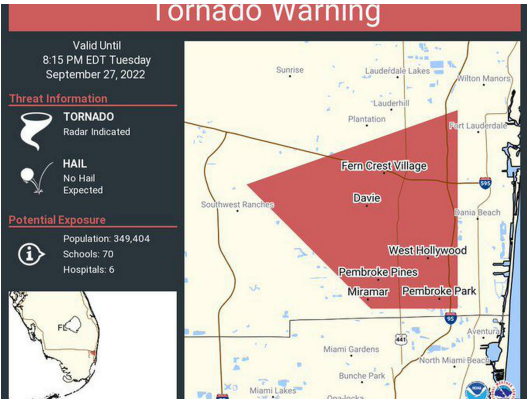 Tornado Warning
Valid Until
8:15 PM EDT Tuesday
September 27, 2022
Threat Information
TORNADO
Radar Indicated
HAIL
No Hail
Expected
Potential Exposure
Population: 349,404
Schools: 70
Hospitals: 6
FL
Sunrise
Lauderdale Lakes
Wilton Manors
Lauderhill
Plantation
Fort Lauderdale
Fern Crest Village
595
Southwest Ranches
Davie
Dania Beach
West Hollywood
Pembroke Pines
Miramar
Pembroke Park
95
441
Aventura
Miami Gardens
North Miami Beach
Bunche Park
Miami Lakes
Opa-locka
NOAA